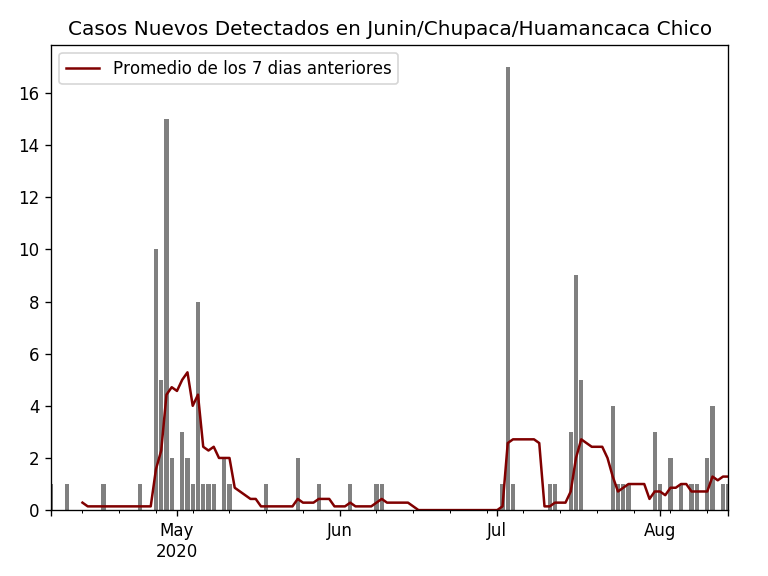 Casos Nuevos Detectados en Junin/Chupaca/Huamancaca Chico
Promedio de los 7 dias anteriores
16
14
12
10
8
6
4
2
0
May
2020
Jun
Jul
Aug